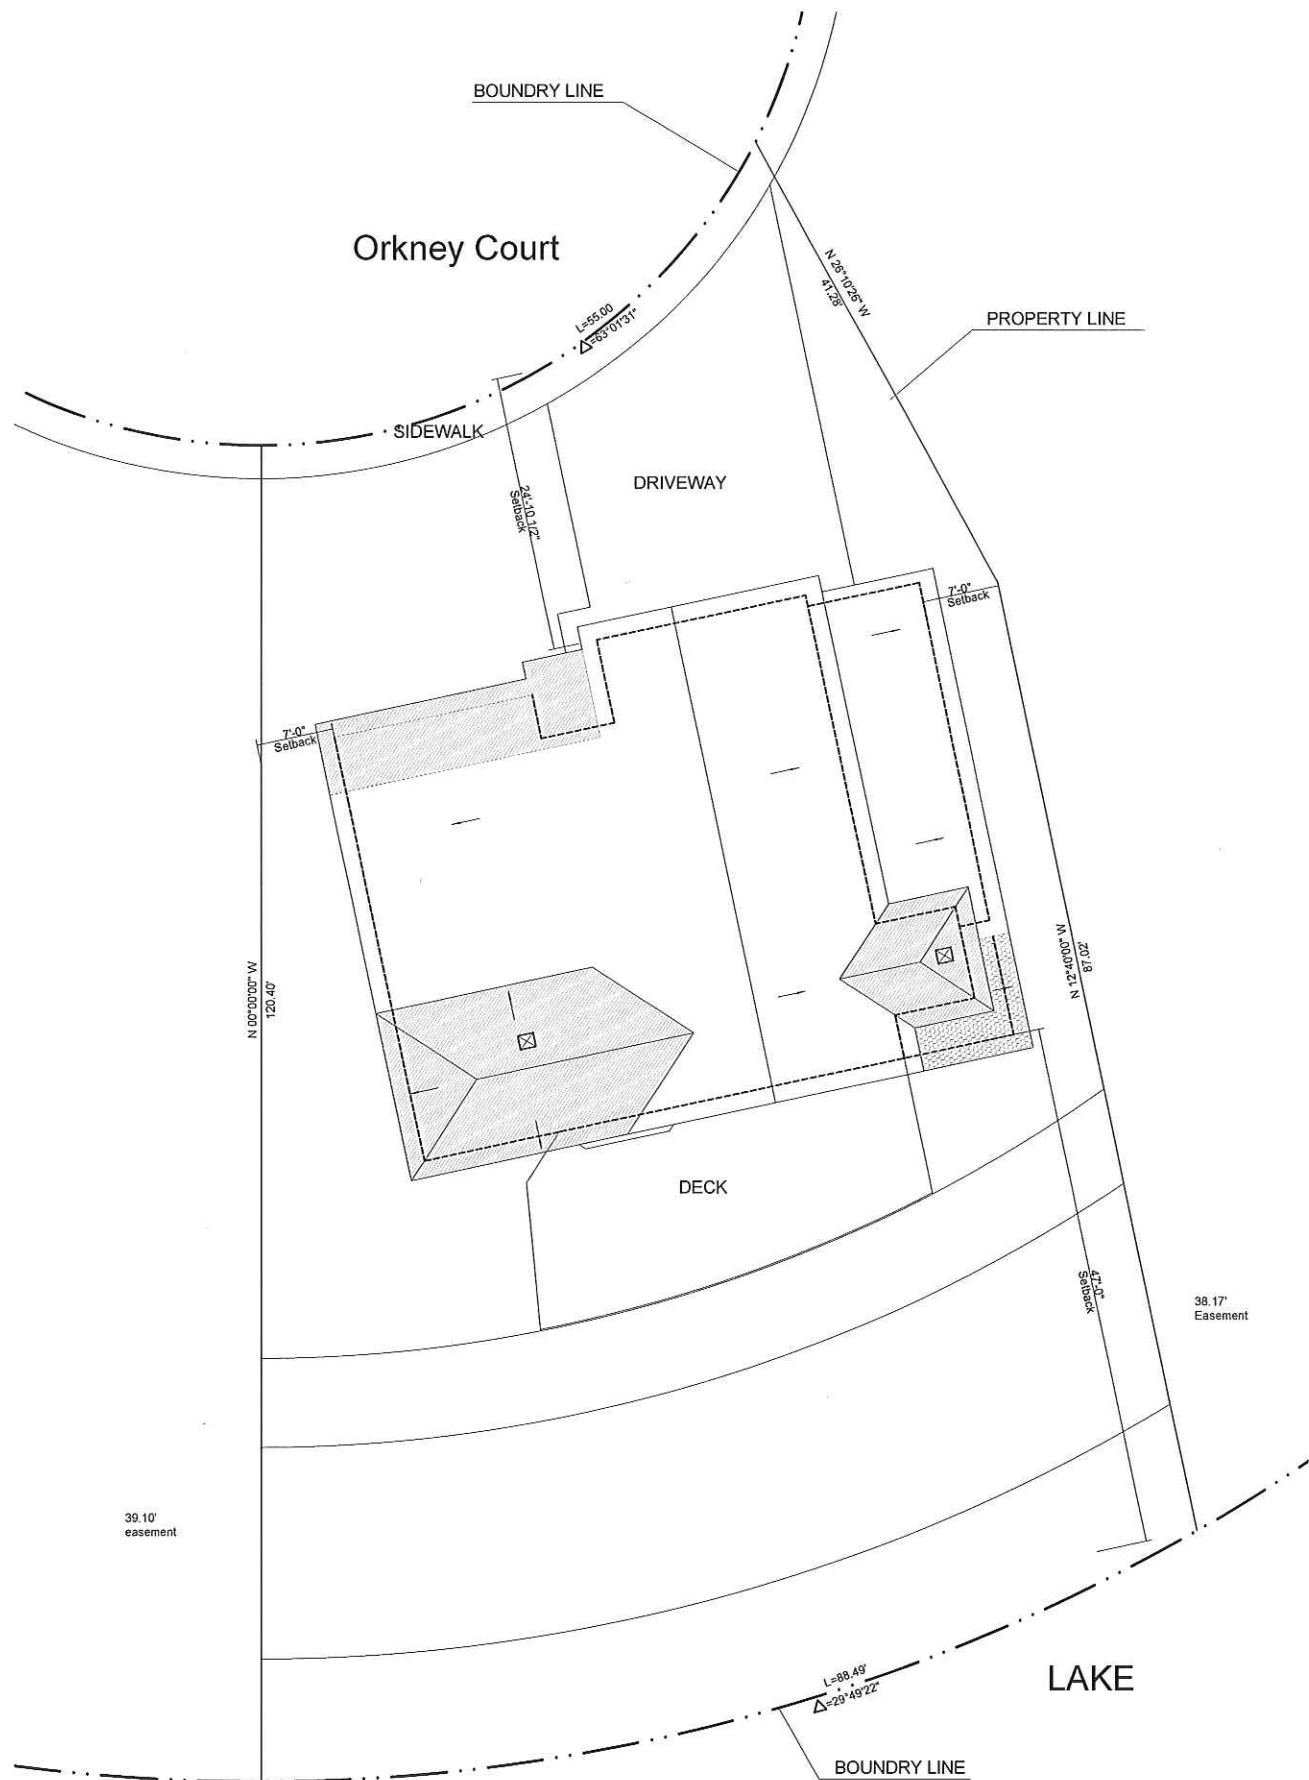 BOUNDRY LINE
Orkney Court
N 26°10'26" W
41.28'
L=55.00
Δ=63°01'31"
PROPERTY LINE
SIDEWALK
DRIVEWAY
24'-10 1/2"
Setback
7'-0"
Setback
7'-0"
Setback
N 00°00'00" W
120.40'
N 12°40'00" W
87.02'
DECK
47'-0"
Setback
38.17'
Easement
39.10'
easement
LAKE
L=88.49'
Δ=29°49'22"
BOUNDRY LINE